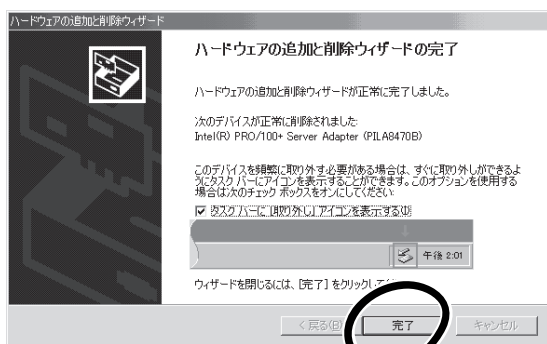 ハードウェアの追加と削除ウィザード
ハードウェアの追加と削除ウィザードの完了
ハードウェアの追加と削除ウィザードが正常に完了しました。
次のデバイスが正常に削除されました:
Intel(R) PRO/100+ Server Adapter (PILA8470B)
このデバイスを頻繁に取り外す必要がある場合は、すぐに取り外しができるよ
うにタスク バーにアイコンを表示することができます。このオプションを使用する
場合は次のチェック ボックスをオンにしてください:
タスク バーに [取り外し] アイコンを表示する(I)
午後 2:01
ウィザードを閉じるには、[完了] をクリックし
< 戻る(B)
完了
キャンセル